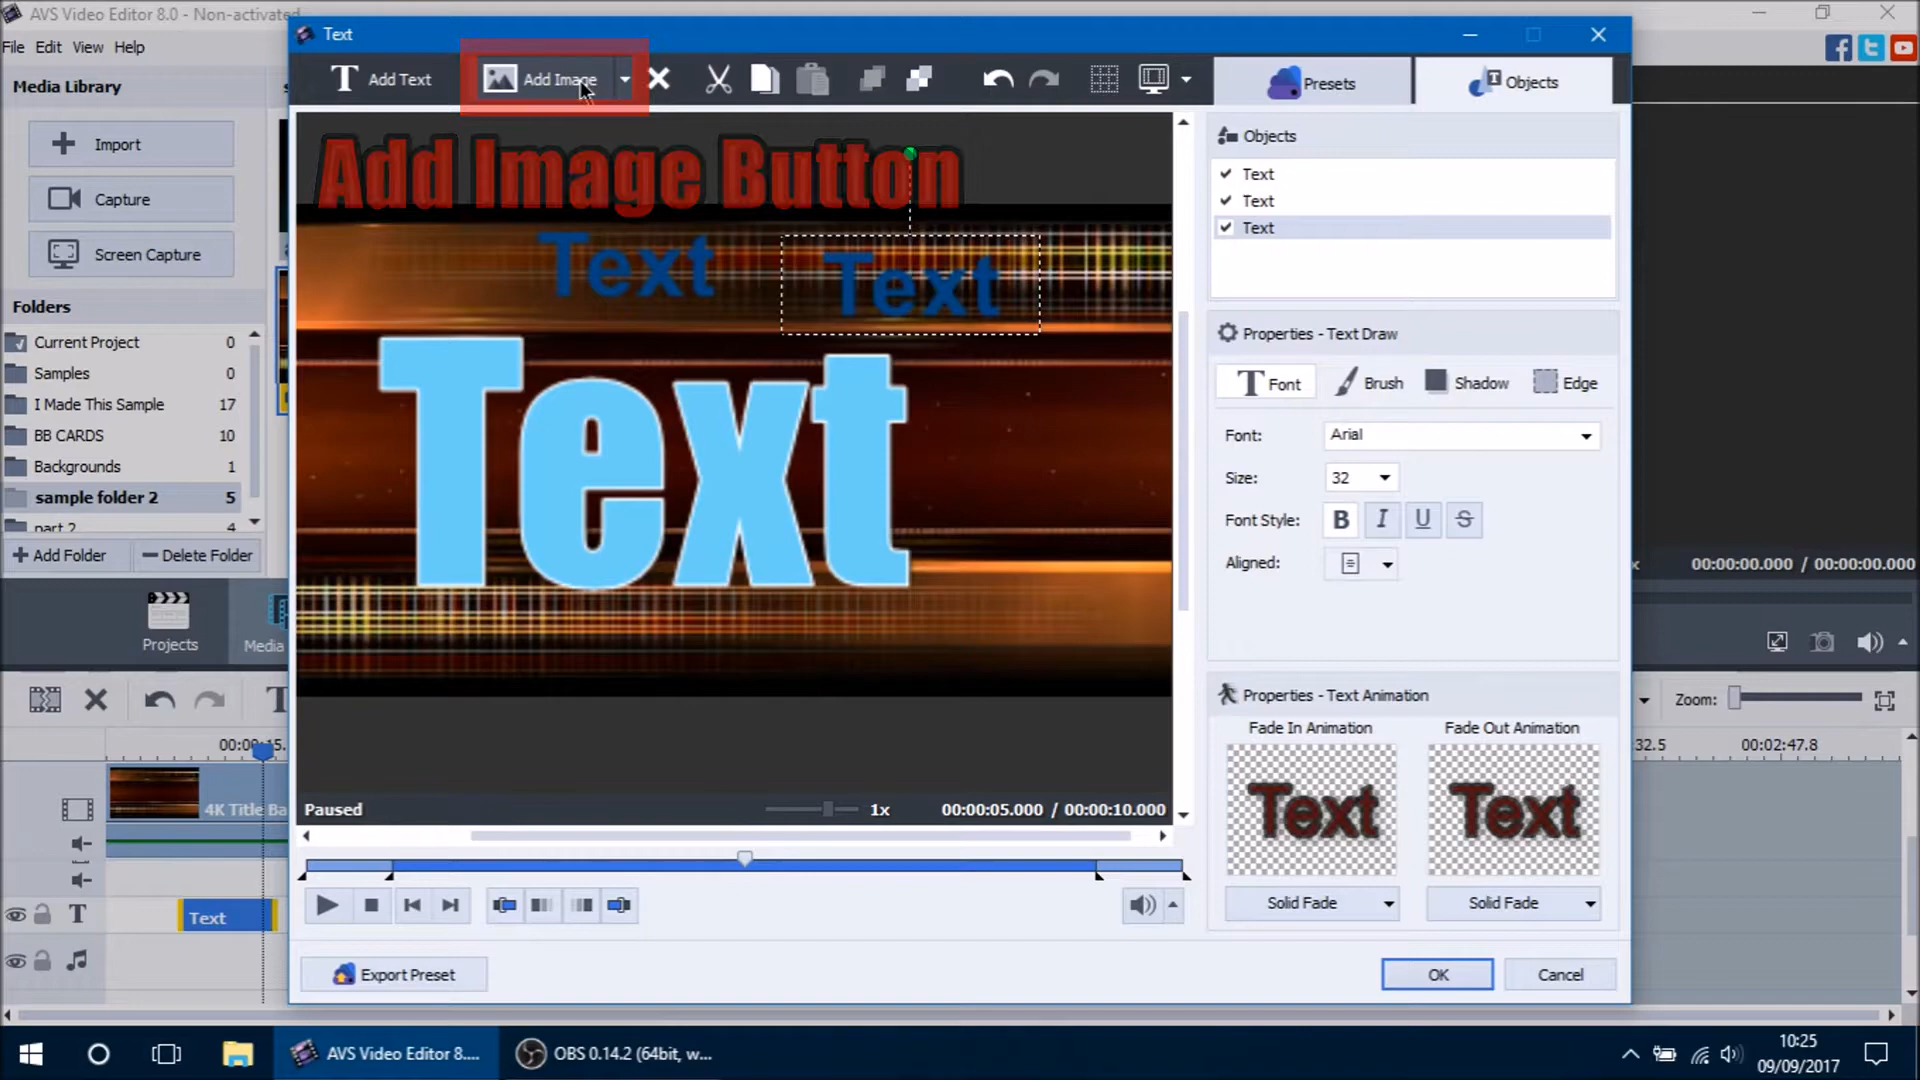 AVS Video Editor 8.0 - Non-activated
File Edit View Help
Media Library
Import
Capture
Screen Capture
Folders
Current Project 0
Samples 0
I Made This Sample 17
BB CARDS 10
Backgrounds 1
sample folder 2 5
part 2 4
Add Folder
Delete Folder
Projects
Media
Text
Add Text
Add Image
Presets
Objects
Add Image Button
Text
Text
Text
Paused
1x
00:00:05.000 / 00:00:10.000
Export Preset
Objects
Text
Text
Text
Properties - Text Draw
Font
Brush
Shadow
Edge
Font:
Arial
Size:
32
Font Style:
B I U S
Aligned:
Properties - Text Animation
Fade In Animation
Fade Out Animation
Text
Text
Solid Fade
Solid Fade
OK
Cancel
00:00:00.000 / 00:00:00.000
Zoom:
32.5
00:02:47.8
4K Title Ba
T
Text
AVS Video Editor 8....
OBS 0.14.2 (64bit, w...
10:25
09/09/2017